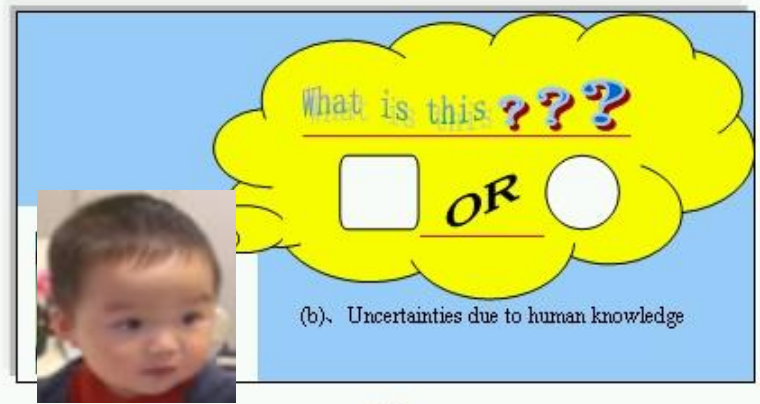 What is this ???
OR
(b)、 Uncertainties due to human knowledge